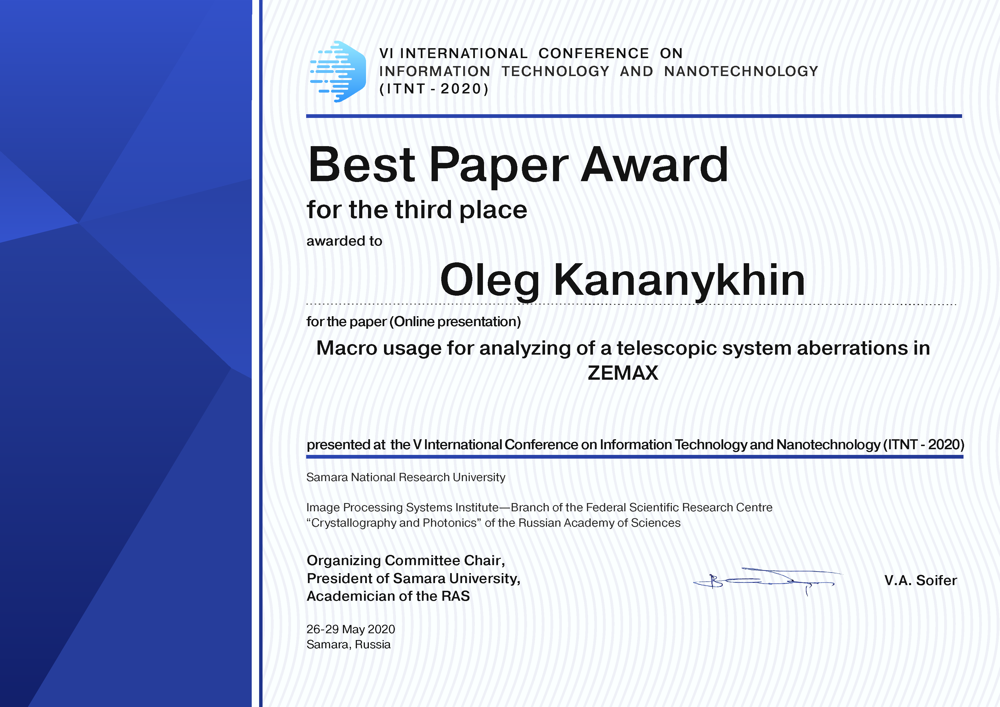 VI INTERNATIONAL CONFERENCE ON
INFORMATION TECHNOLOGY AND NANOTECHNOLOGY
(ITNT - 2020)
Best Paper Award
for the third place
awarded to
Oleg Kananykhin
for the paper (Online presentation)
Macro usage for analyzing of a telescopic system aberrations in
ZEMAX
presented at the V International Conference on Information Technology and Nanotechnology (ITNT - 2020)
Samara National Research University
Image Processing Systems Institute—Branch of the Federal Scientific Research Centre
“Crystallography and Photonics” of the Russian Academy of Sciences
Organizing Committee Chair,
President of Samara University,
Academician of the RAS
V.A. Soifer
26-29 May 2020
Samara, Russia